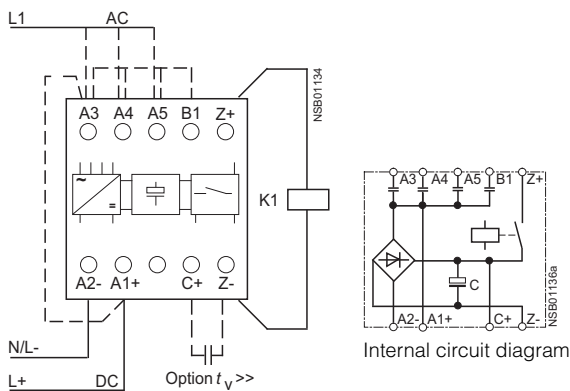 L1
AC
A3 A4 A5 B1 Z+
NSB01134
~
=
K1
A2- A1+ C+ Z-
N/L-
L+
DC
Option t v >>
A3 A4 A5 B1 Z+
C
A2- A1+ C+ Z-
NSB01136a
Internal circuit diagram